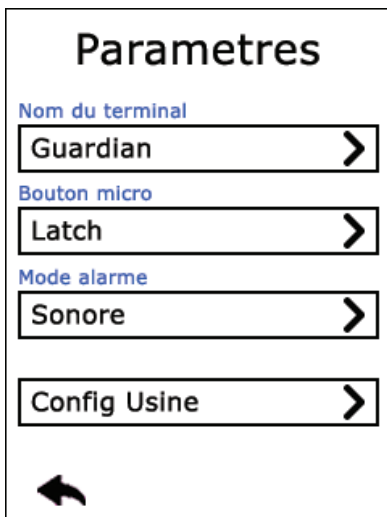 Parametres
Nom du terminal
Guardian
Bouton micro
Latch
Mode alarme
Sonore
Config Usine